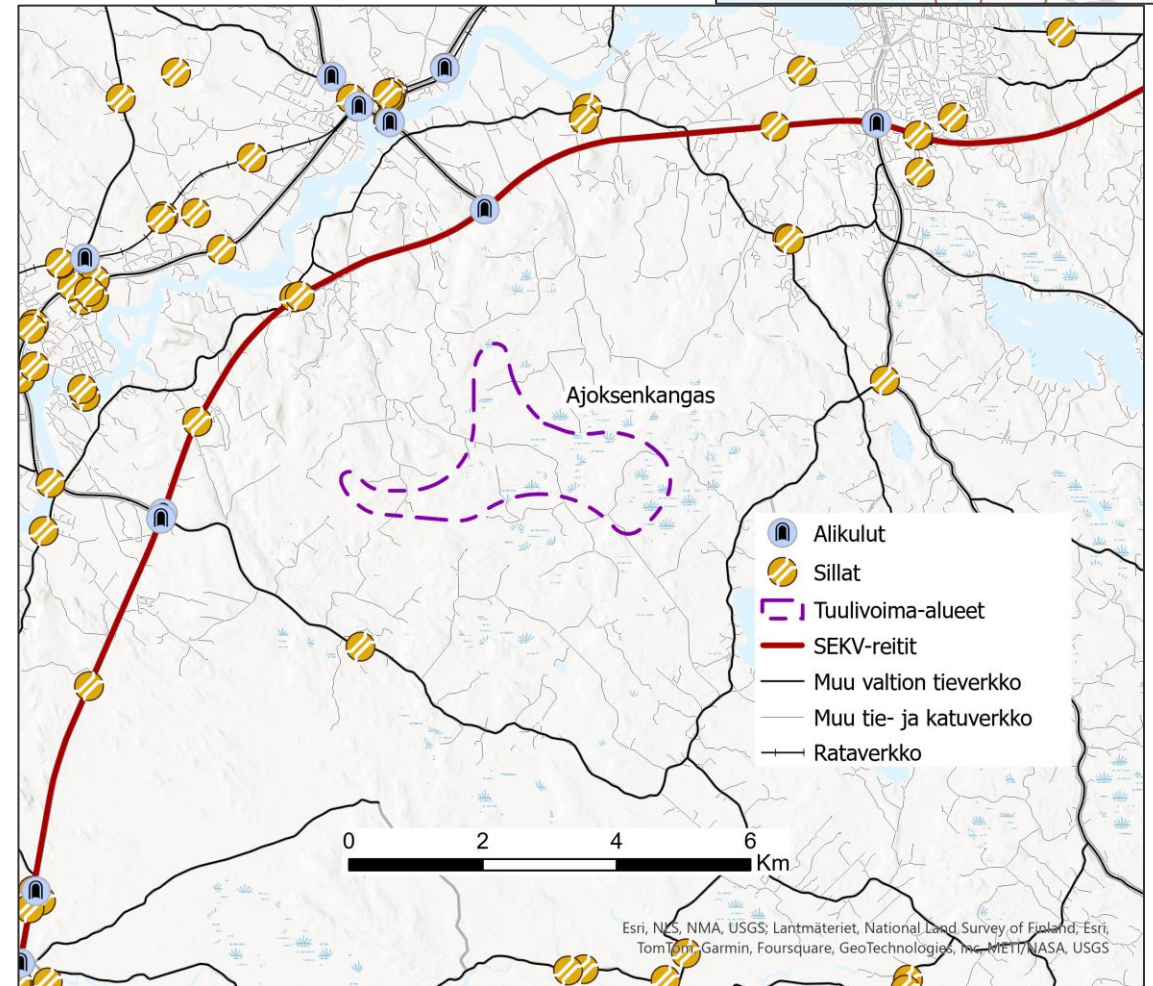 Ajoksenkangas
Alikulut
Sillat
Tuulivoima-alueet
SEKV-reitit
Muu valtion tieverkko
Muu tie- ja katuverkko
Rataverkko
0 2 4 6
Km
Esri, NLS, NMA, USGS; Lantmäteriet, National Land Survey of Finland, Esri,
TomTom, Garmin, Foursquare, GeoTechnologies, Inc, METI/NASA, USGS